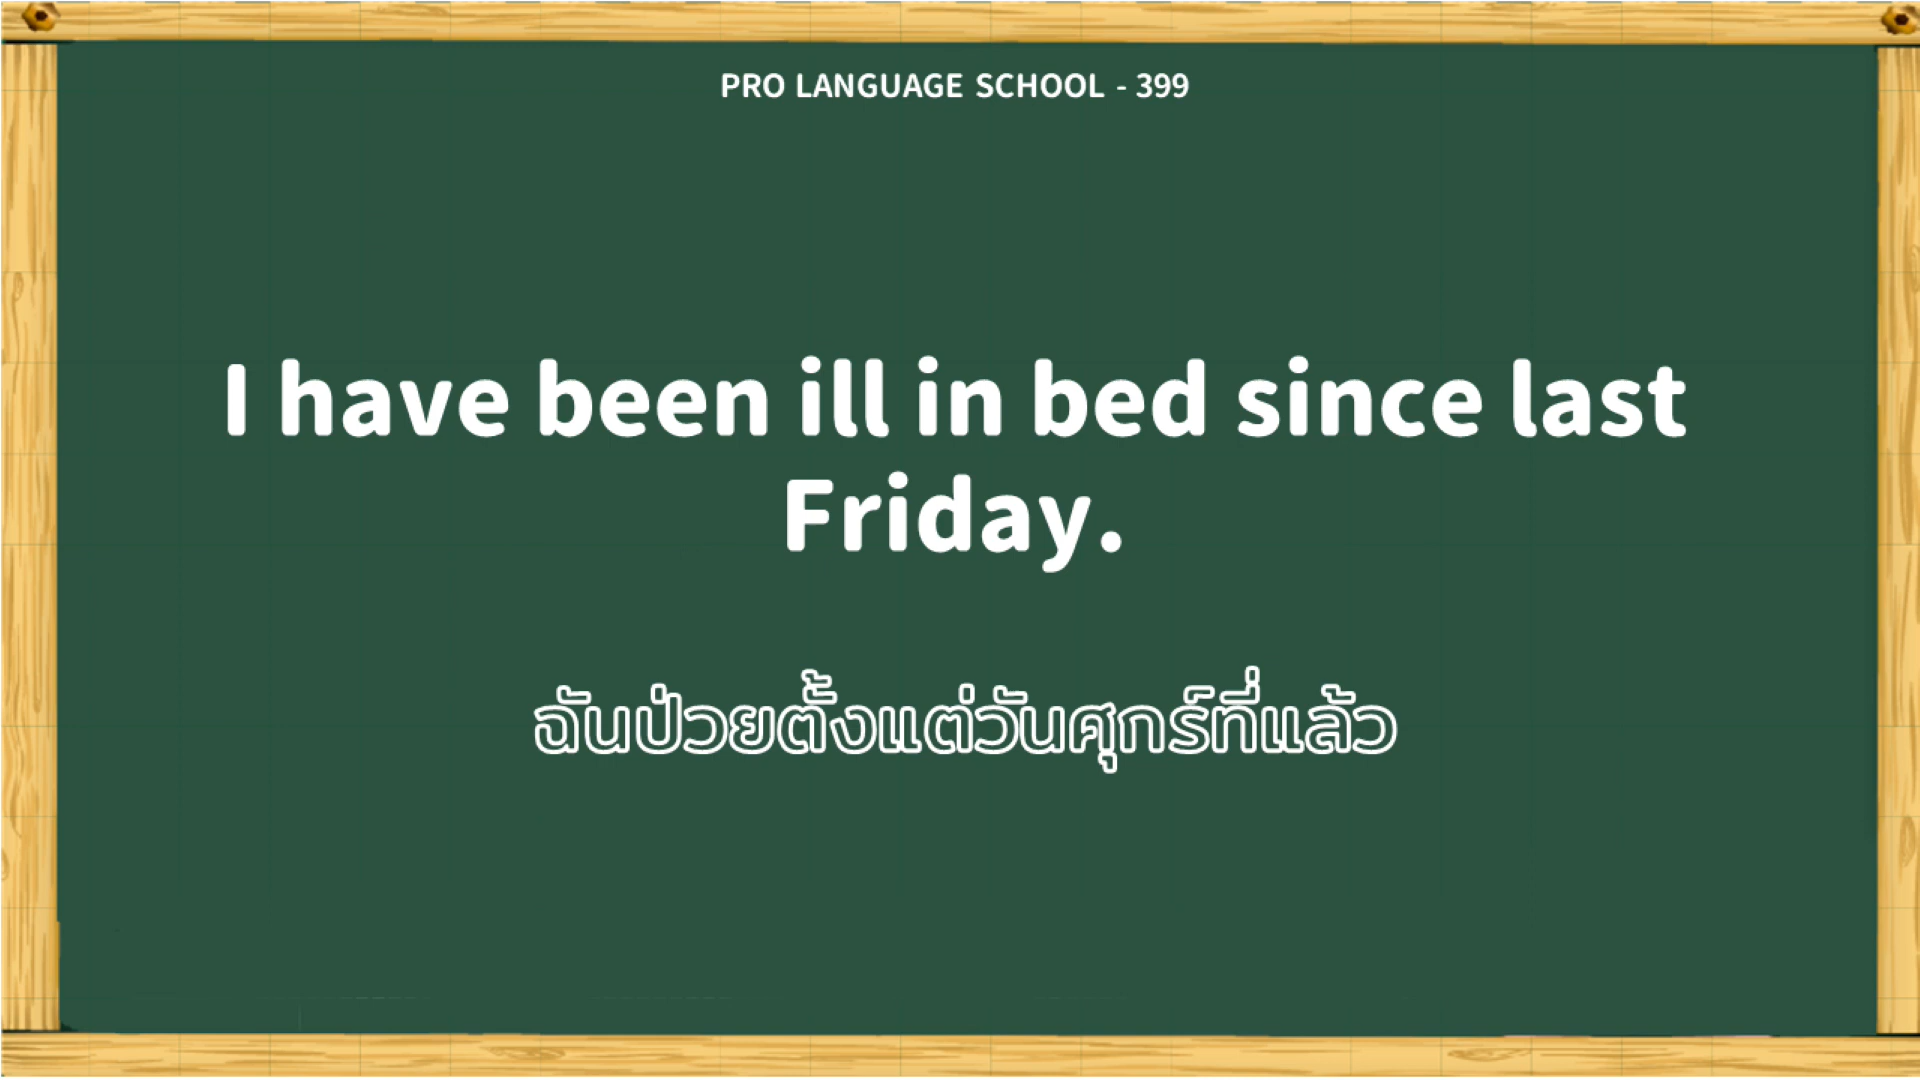 PRO LANGUAGE SCHOOL - 399
I have been ill in bed since last
Friday.
ฉันป่วยตั้งแต่วันศุกร์ที่แล้ว